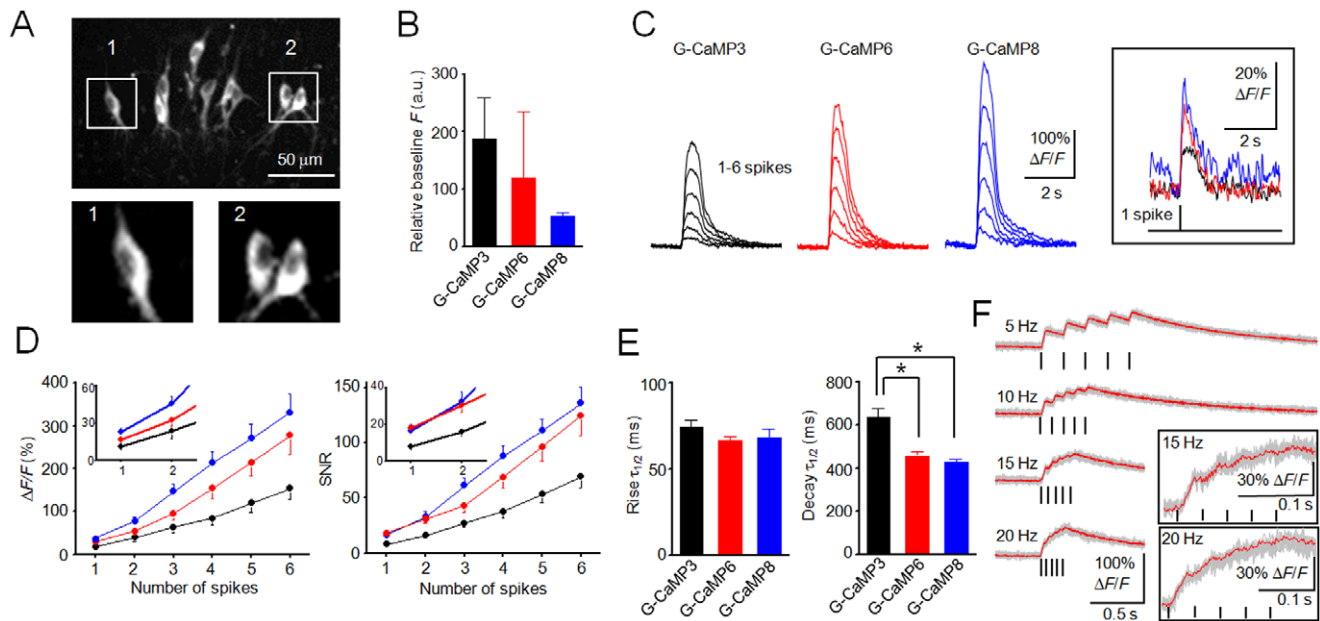 A
1
2
50 μm
1
2
B
Relative baseline F (a.u.)
300
200
100
0
G-CaMP3
G-CaMP6
G-CaMP8
C
G-CaMP3
G-CaMP6
G-CaMP8
1-6 spikes
100%
ΔF/F
2 s
20%
ΔF/F
2 s
1 spike
D
ΔF/F (%)
400
300
200
100
0
60
30
0
1
2
1
2
3
4
5
6
Number of spikes
SNR
150
100
50
0
40
20
0
1
2
1
2
3
4
5
6
Number of spikes
E
Rise τ1/2 (ms)
100
50
0
G-CaMP3
G-CaMP6
G-CaMP8
Decay τ1/2 (ms)
800
600
400
200
0
*
*
G-CaMP3
G-CaMP6
G-CaMP8
F
5 Hz
10 Hz
15 Hz
20 Hz
100%
ΔF/F
0.5 s
15 Hz
30% ΔF/F
0.1 s
20 Hz
30% ΔF/F
0.1 s